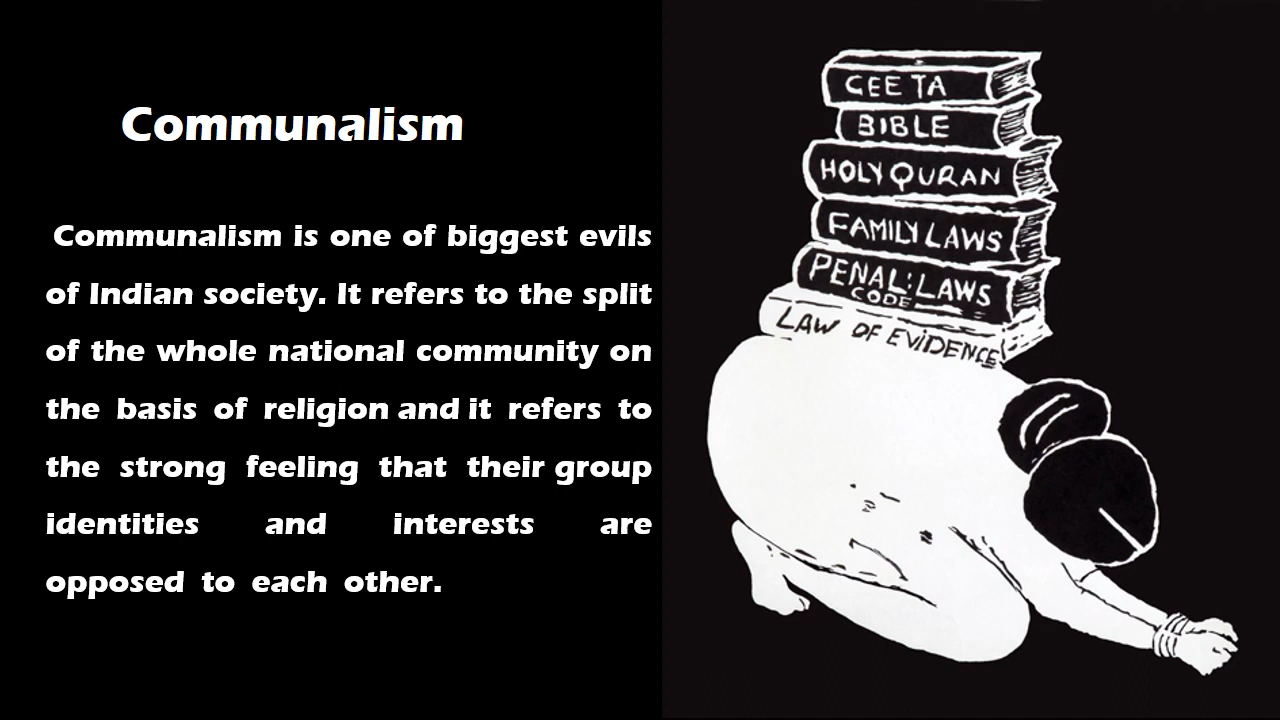 Communalism
Communalism is one of biggest evils
of Indian society. It refers to the split
of the whole national community on
the basis of religion and it refers to
the strong feeling that their group
identities and interests are
opposed to each other.
GEETA
BIBLE
HOLY QURAN
FAMILY LAWS
PENAL: LAWS
CODE
LAW OF EVIDENCE